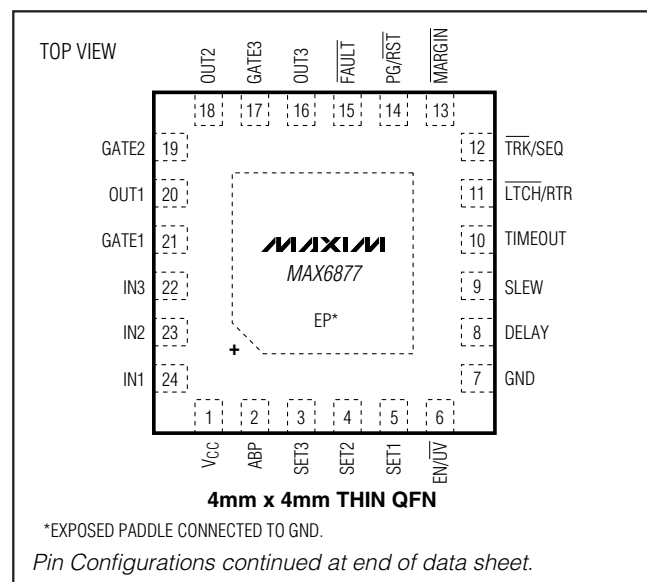 TOP VIEW
OUT2
GATE3
OUT3
FAULT
PG/RST
MARGIN
18
17
16
15
14
13
GATE2 19
12 TRK/SEQ
OUT1 20
11 LTCH/RTR
GATE1 21
10 TIMEOUT
IN3 22
9 SLEW
IN2 23
8 DELAY
IN1 24
7 GND
MAXIM
MAX6877
EP*
+
1
2
3
4
5
6
VCC
ABP
SET3
SET2
SET1
EN/UV
4mm x 4mm THIN QFN
*EXPOSED PADDLE CONNECTED TO GND.
Pin Configurations continued at end of data sheet.